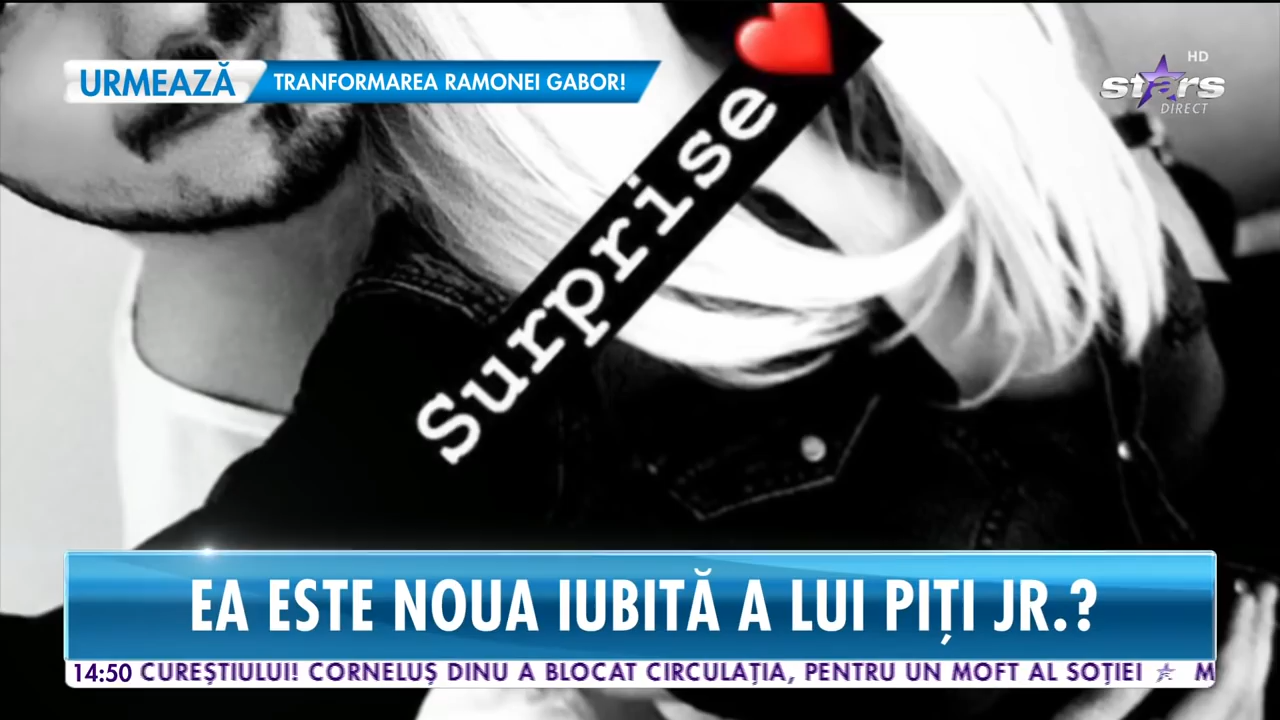 URMEAZĂ TRANFORMAREA RAMONEI GABOR!
HD
stars
DIRECT
Surprise
EA ESTE NOUA IUBITĂ A LUI PIȚI JR.?
14:50 CUREȘTIULUI! CORNELUȘ DINU A BLOCAT CIRCULAȚIA, PENTRU UN MOFT AL SOȚIEI M